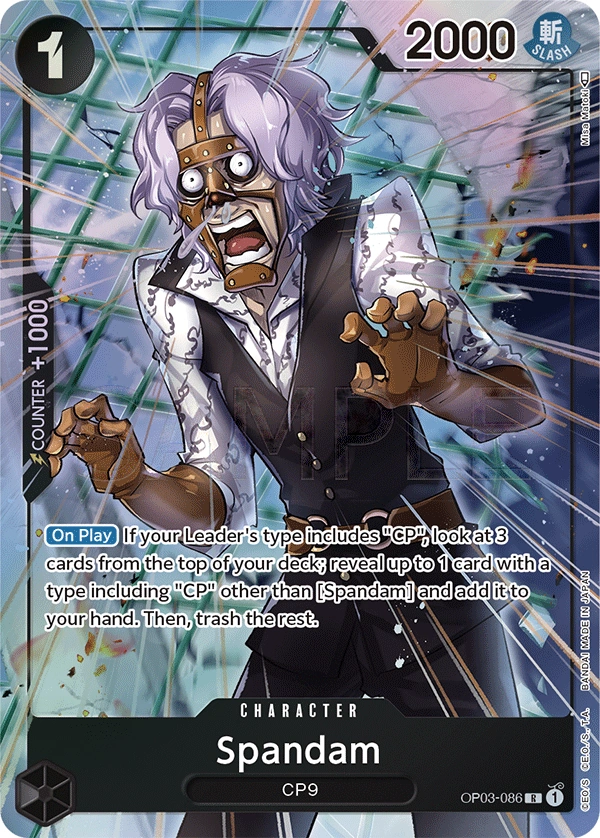 1
2000
斬
SLASH
Misa Matoki
COUNTER +1000
SAMPLE
On Play If your Leader's type includes "CP", look at 3
cards from the top of your deck; reveal up to 1 card with a
type including "CP" other than [Spandam] and add it to
your hand. Then, trash the rest.
CHARACTER
Spandam
CP9
OP03-086 R 1
©E.O/S ©E.O./S., T.A. BANDAI MADE IN JAPAN